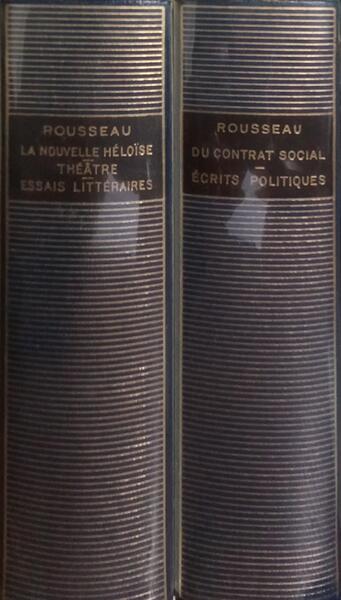 ROUSSEAU
LA NOUVELLE HÉLOÏSE
THÉÂTRE
ESSAIS LITTÉRAIRES
ROUSSEAU
DU CONTRAT SOCIAL
ÉCRITS POLITIQUES